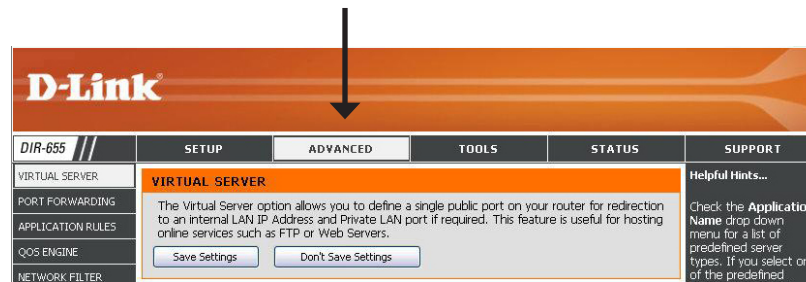 D-Link®
DIR-655
SETUP
ADVANCED
TOOLS
STATUS
SUPPORT
VIRTUAL SERVER
PORT FORWARDING
APPLICATION RULES
QOS ENGINE
NETWORK FILTER
VIRTUAL SERVER
The Virtual Server option allows you to define a single public port on your router for redirection
to an internal LAN IP Address and Private LAN port if required. This feature is useful for hosting
online services such as FTP or Web Servers.
Save Settings
Don't Save Settings
Helpful Hints...
Check the Applicatio
Name drop down
menu for a list of
predefined server
types. If you select
of the predefined